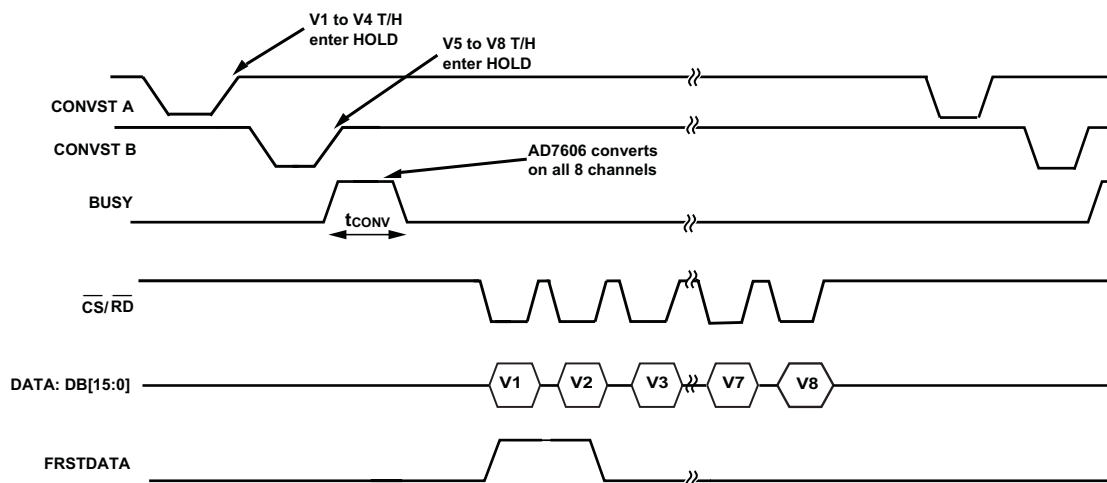 V1 to V4 T/H
enter HOLD
V5 to V8 T/H
enter HOLD
CONVST A
CONVST B
AD7606 converts
on all 8 channels
BUSY
tCONV
CS/RD
DATA: DB[15:0]
V1
V2
V3
V7
V8
FRSTDATA